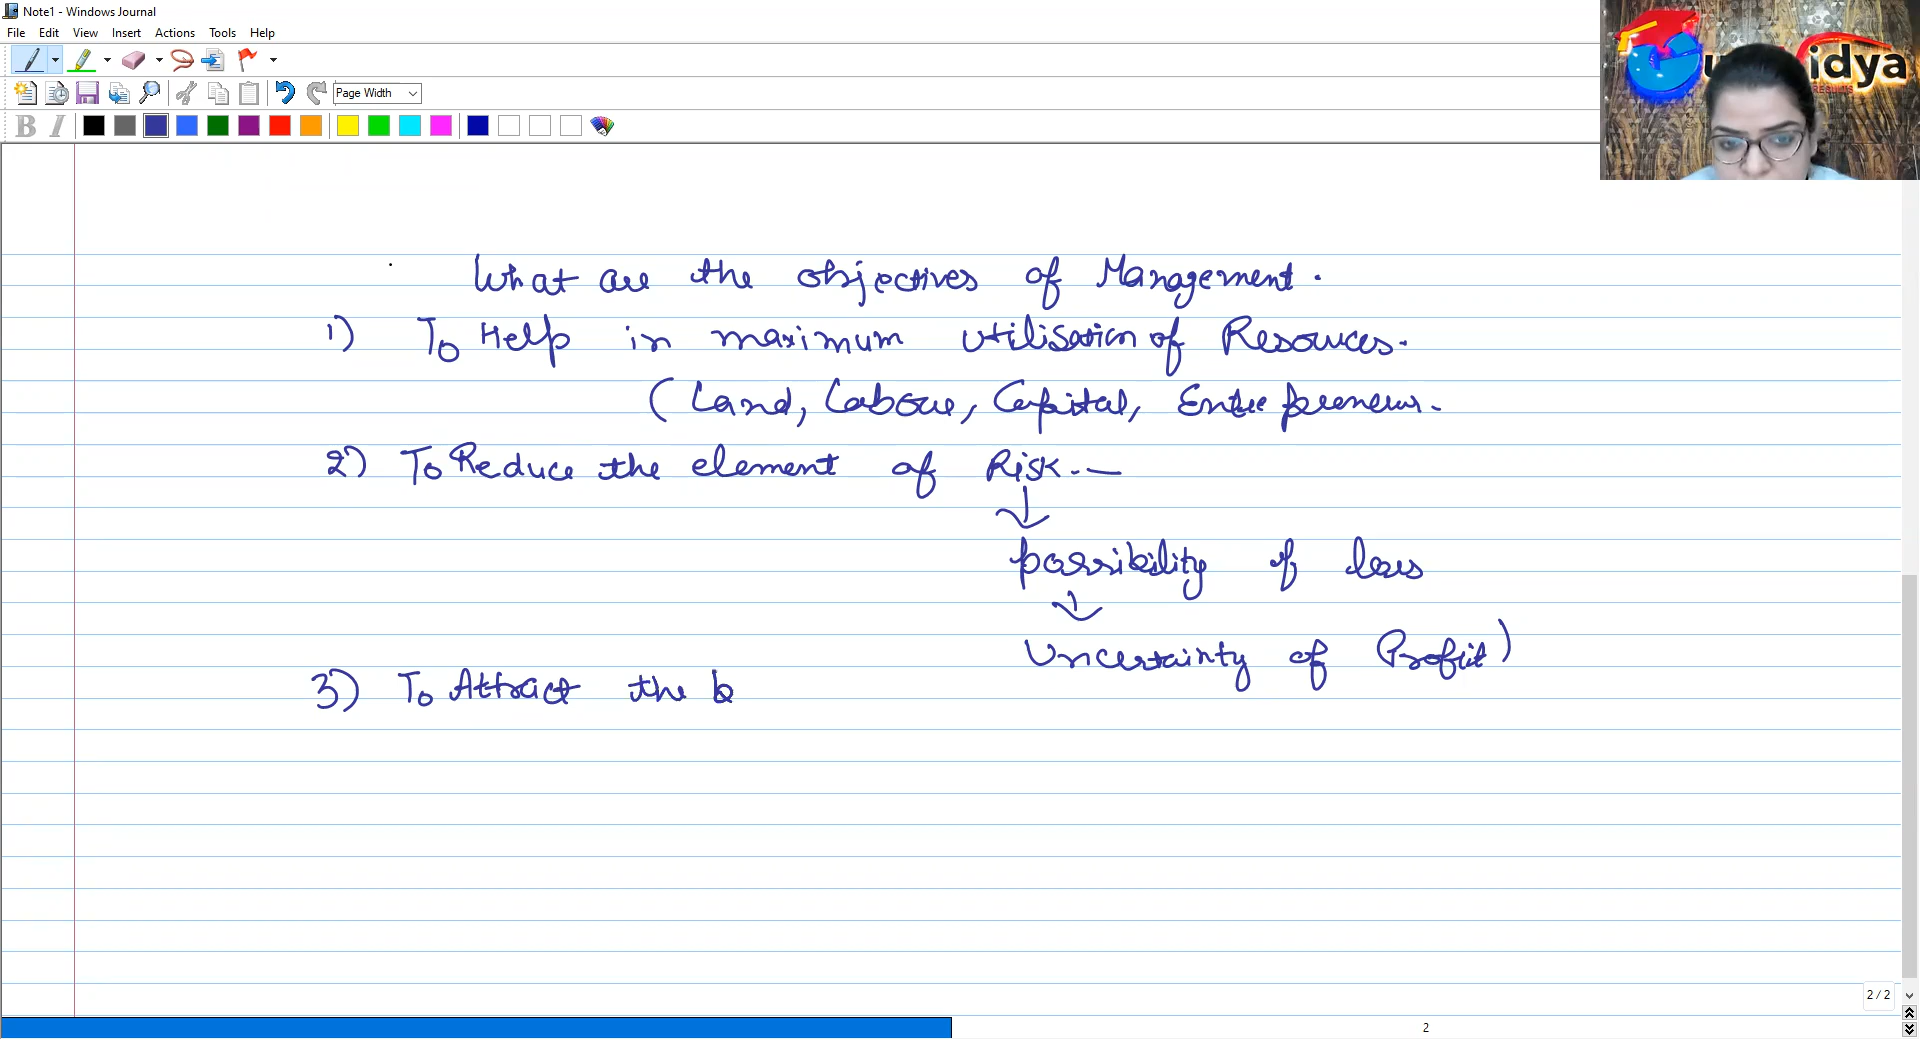 Note1 - Windows Journal
File Edit View Insert Actions Tools Help
Page Width
B I
idya
RESULTS
What are the objectives of Management.
1) To Help in maximum utilisation of Resources.
(Land, Labour, Capital, Entrepreneur.
2) To Reduce the element of Risk. —
possibility of loss
Uncertainty of Profit)
3) To Attract the b
2 / 2
2